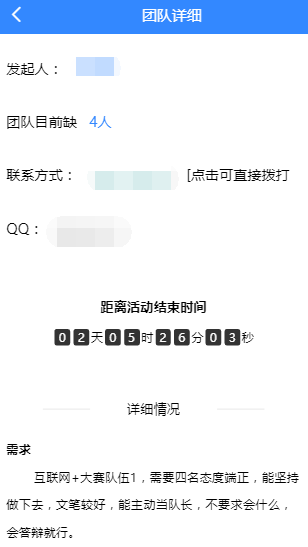 团队详细
发起人：
团队目前缺 4人
联系方式： [点击可直接拨打
QQ：
距离活动结束时间
02天05时26分03秒
详细情况
需求
互联网+大赛队伍1，需要四名态度端正，能坚持
做下去，文笔较好，能主动当队长，不要求会什么，
会答辩就行。